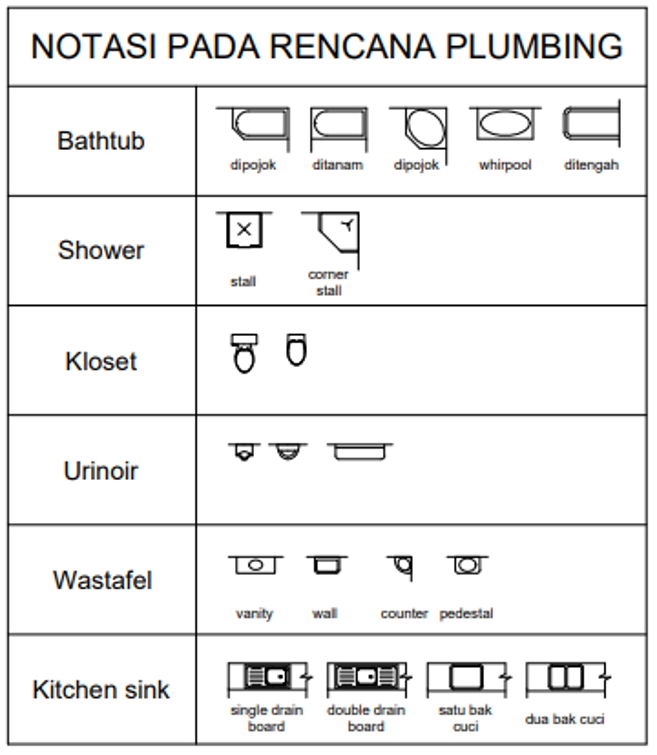 NOTASI PADA RENCANA PLUMBING
Bathtub
dipojok
ditanam
dipojok
whirpool
ditengah
Shower
stall
corner
stall
Kloset
Urinoir
Wastafel
vanity
wall
counter
pedestal
Kitchen sink
single drain
board
double drain
board
satu bak
cuci
dua bak cuci